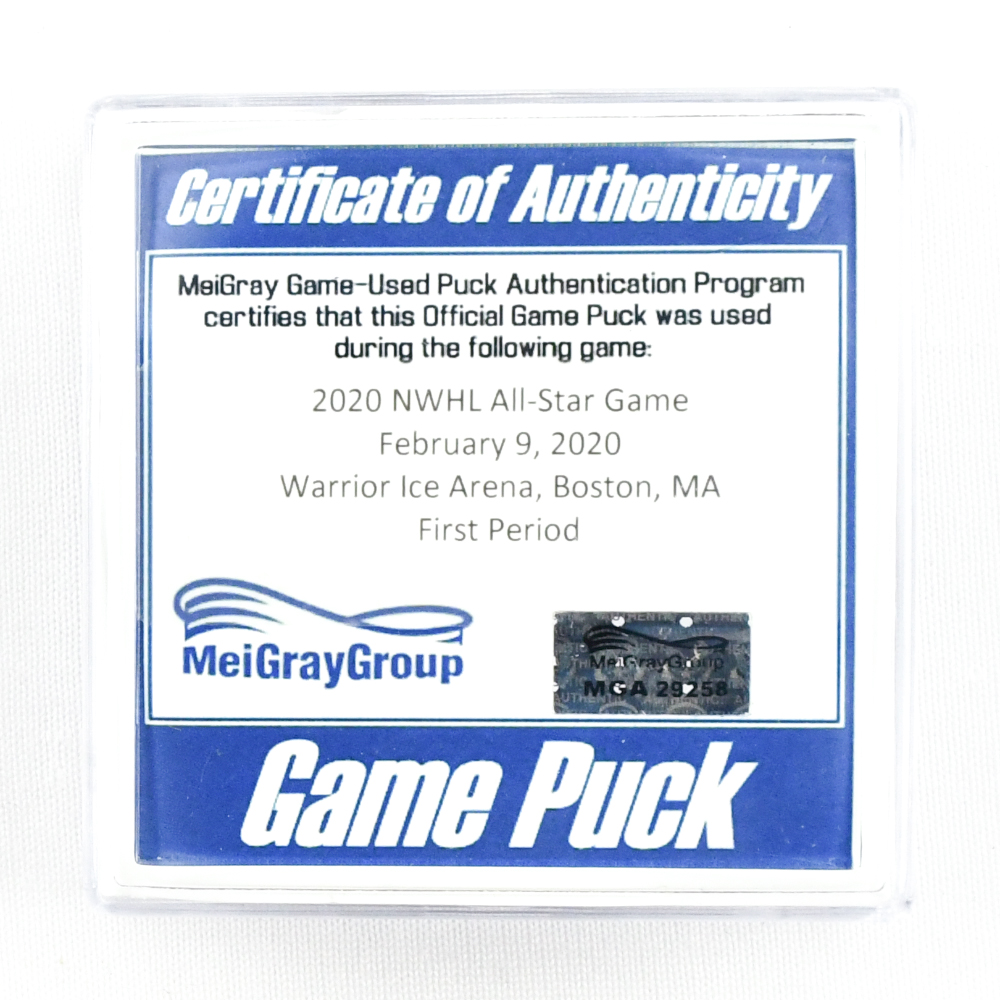 Certificate of Authenticity
MeiGray Game-Used Puck Authentication Program
certifies that this Official Game Puck was used
during the following game:
2020 NWHL All-Star Game
February 9, 2020
Warrior Ice Arena, Boston, MA
First Period
MeiGrayGroup
MeiGrayGroup
MGA 29258
Game Puck